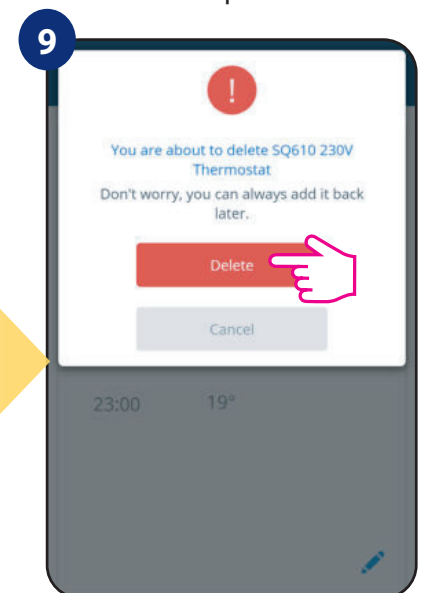 9
!
You are about to delete SQ610 230V
Thermostat
Don't worry, you can always add it back
later.
Delete
Cancel
23:00 19°